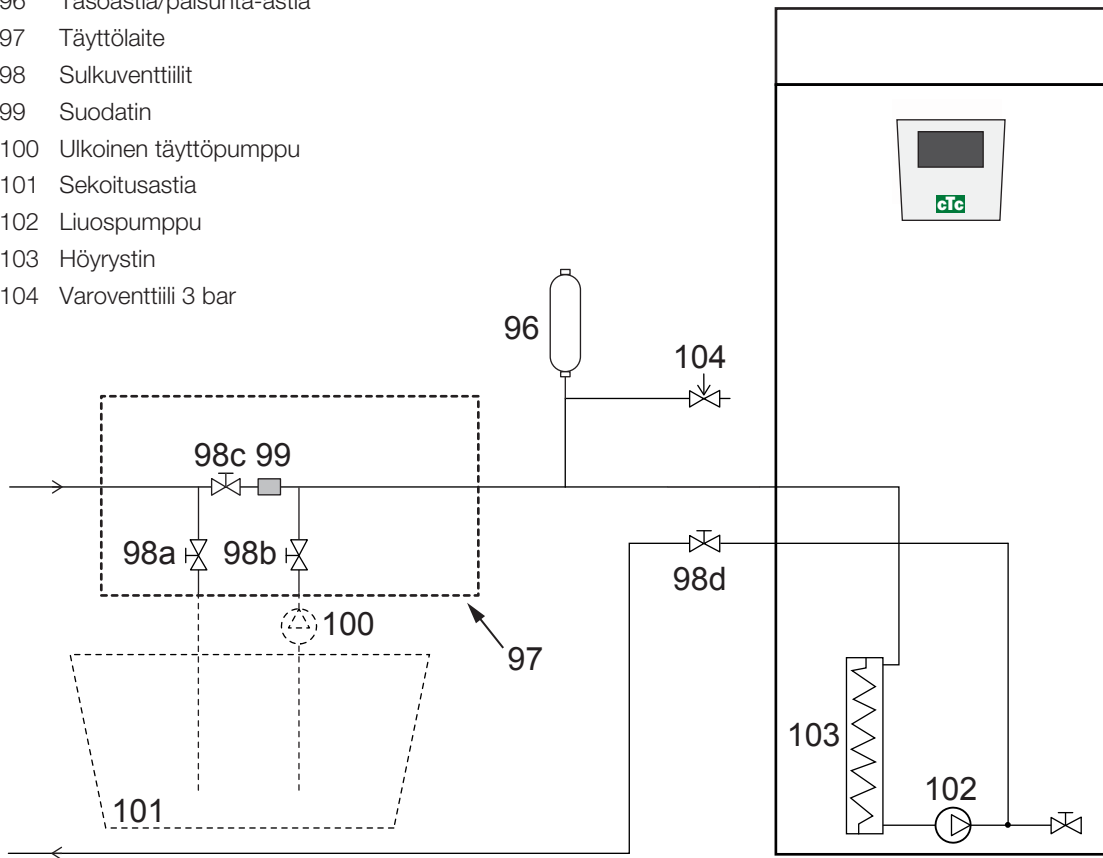 96 Tasoastia/paisunta-astia
97 Täyttölaite
98 Sulkuventtiilit
99 Suodatin
100 Ulkoinen täyttöpumppu
101 Sekoitusastia
102 Liuospumppu
103 Höyrystin
104 Varoventtiili 3 bar
cTc
96
104
98c 99
98a 98b
98d
100
97
103
102
101